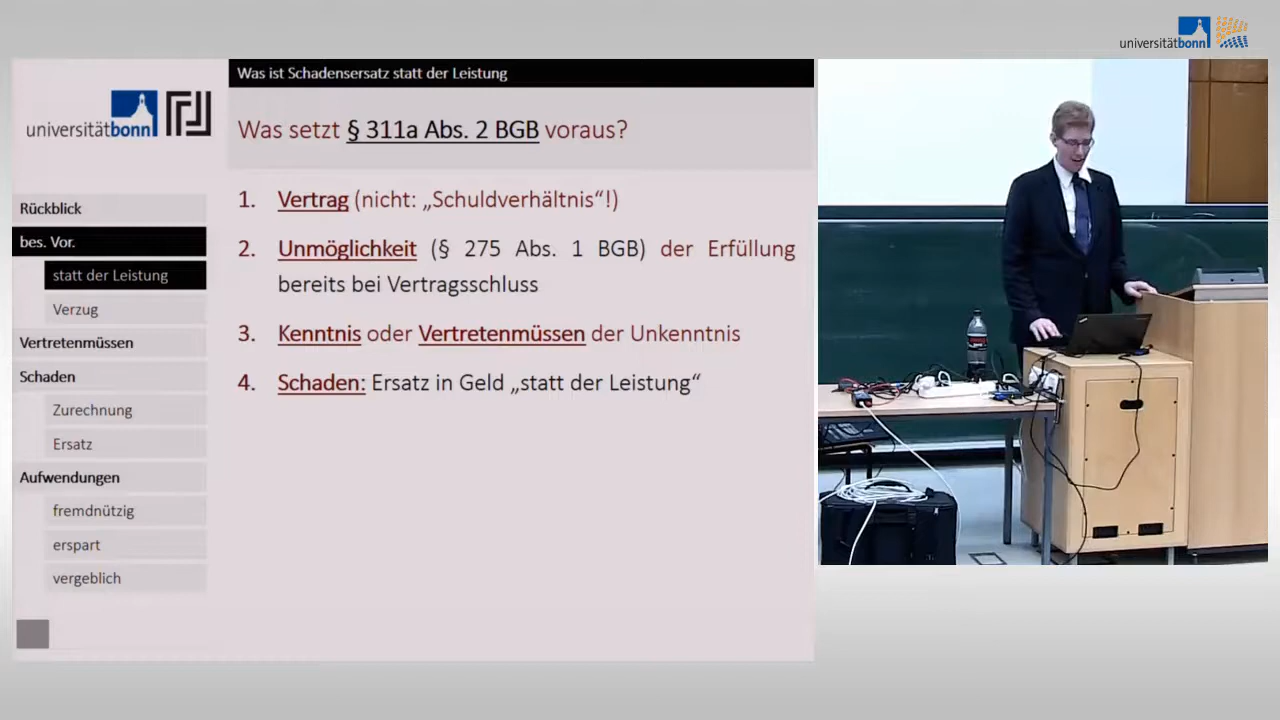 universitätbonn
Was ist Schadensersatz statt der Leistung
universitätbonn
Was setzt § 311a Abs. 2 BGB voraus?
Rückblick
bes. Vor.
statt der Leistung
Verzug
Vertretenmüssen
Schaden
Zurechnung
Ersatz
Aufwendungen
fremdnützig
erspart
vergeblich
1. Vertrag (nicht: „Schuldverhältnis“!)
2. Unmöglichkeit (§ 275 Abs. 1 BGB) der Erfüllung
bereits bei Vertragsschluss
3. Kenntnis oder Vertretenmüssen der Unkenntnis
4. Schaden: Ersatz in Geld „statt der Leistung“